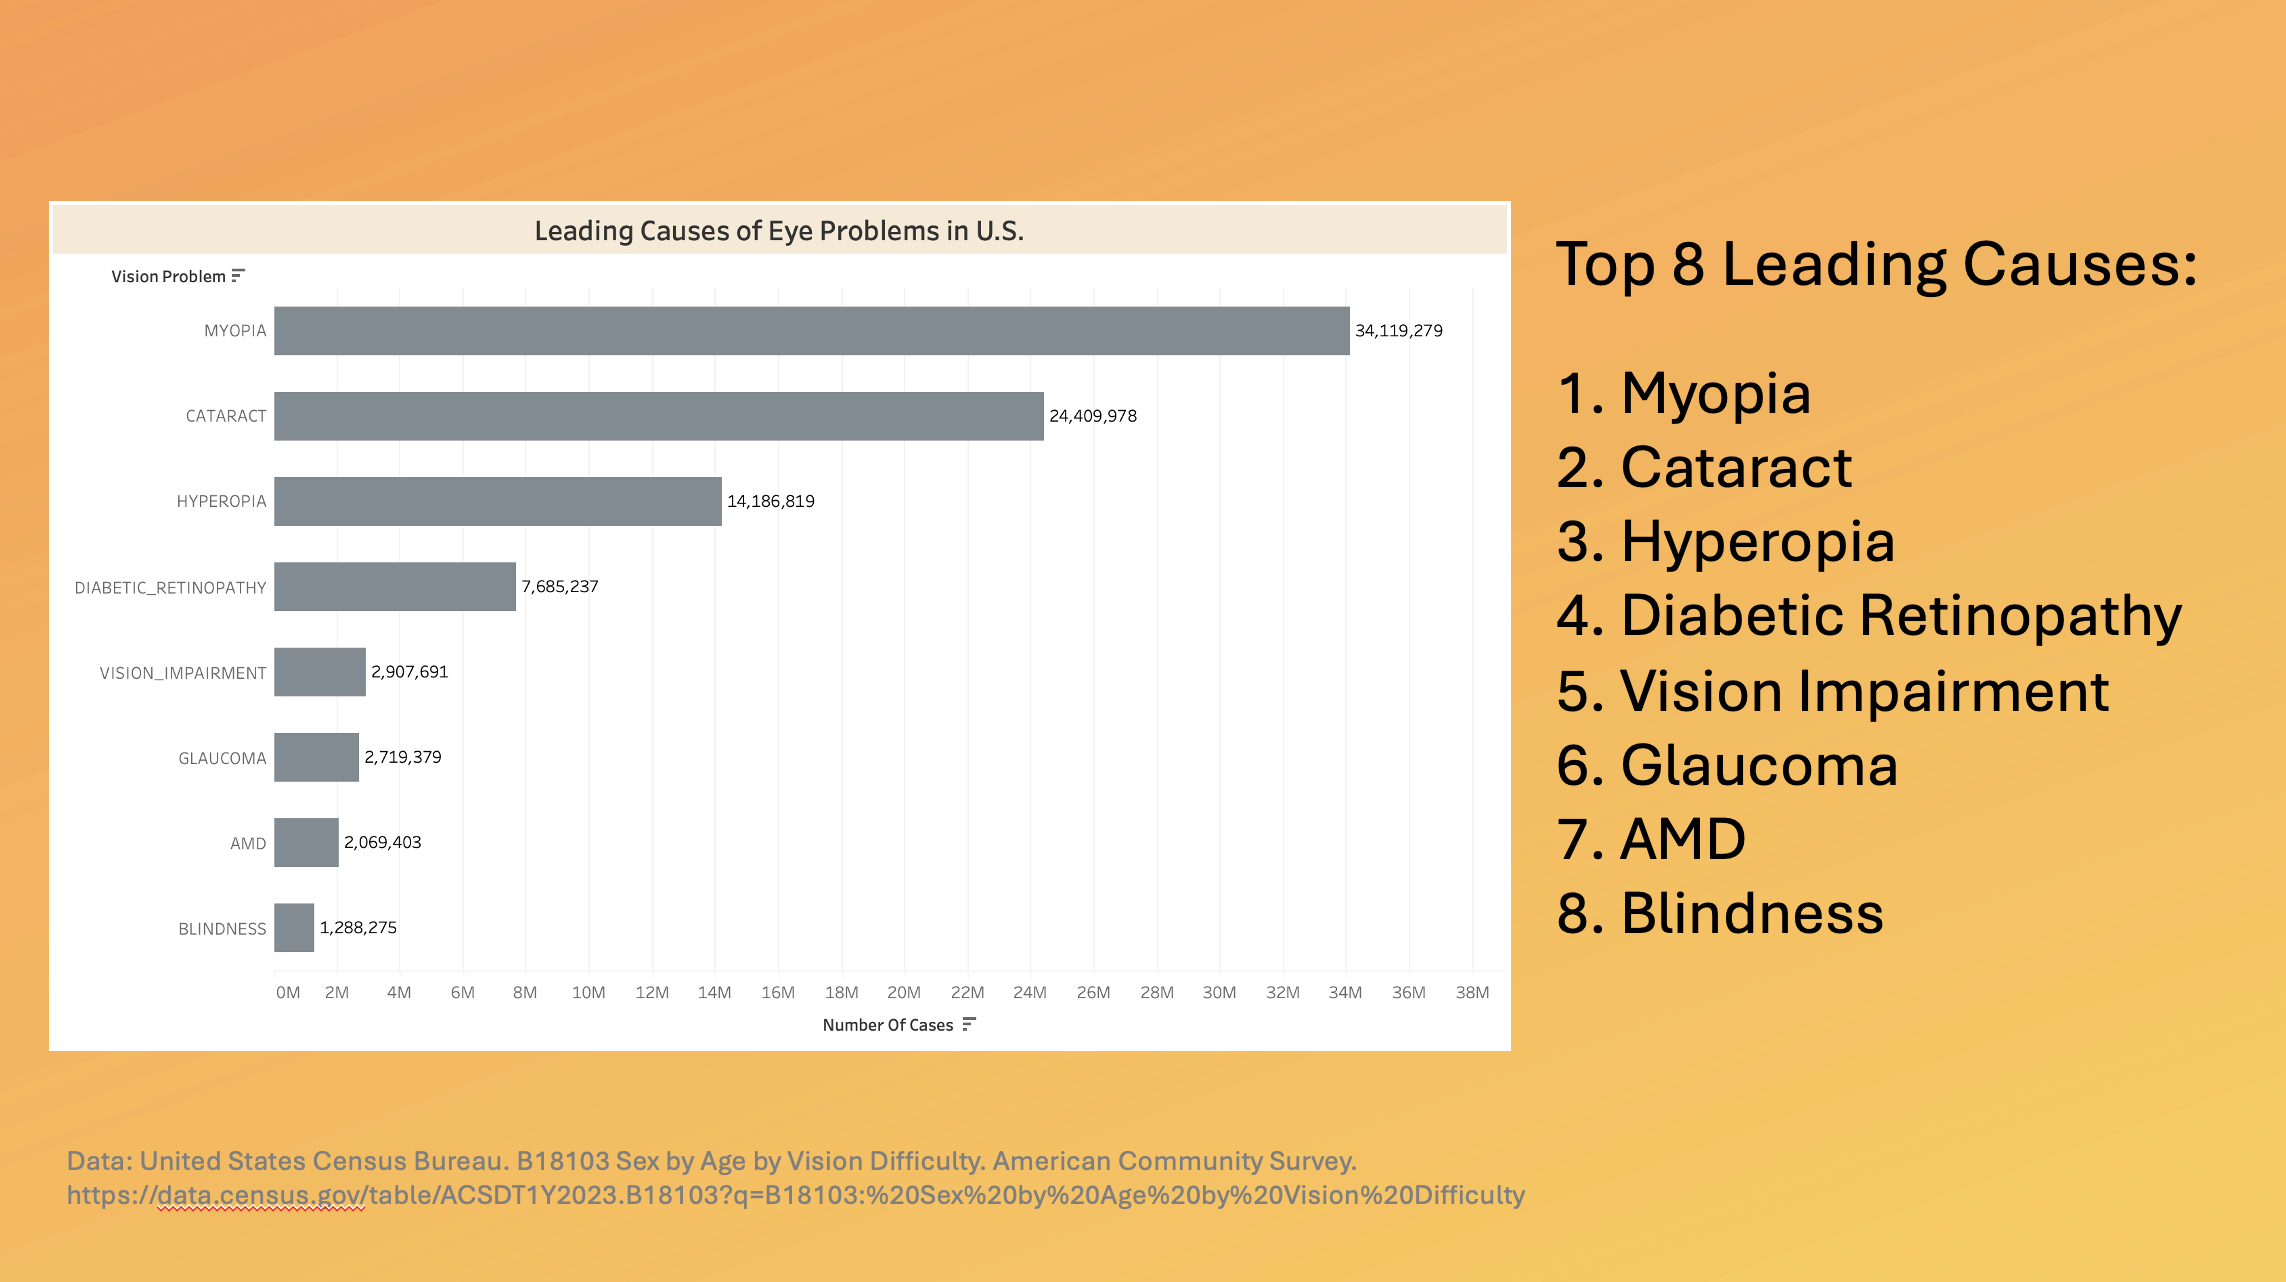 Leading Causes of Eye Problems in U.S.
Vision Problem
MYOPIA 34,119,279
CATARACT 24,409,978
HYPEROPIA 14,186,819
DIABETIC_RETINOPATHY 7,685,237
VISION_IMPAIRMENT 2,907,691
GLAUCOMA 2,719,379
AMD 2,069,403
BLINDNESS 1,288,275
0M 2M 4M 6M 8M 10M 12M 14M 16M 18M 20M 22M 24M 26M 28M 30M 32M 34M 36M 38M
Number Of Cases
Top 8 Leading Causes:
1. Myopia
2. Cataract
3. Hyperopia
4. Diabetic Retinopathy
5. Vision Impairment
6. Glaucoma
7. AMD
8. Blindness
Data: United States Census Bureau. B18103 Sex by Age by Vision Difficulty. American Community Survey.
https://data.census.gov/table/ACSDT1Y2023.B18103?q=B18103:%20Sex%20by%20Age%20by%20Vision%20Difficulty